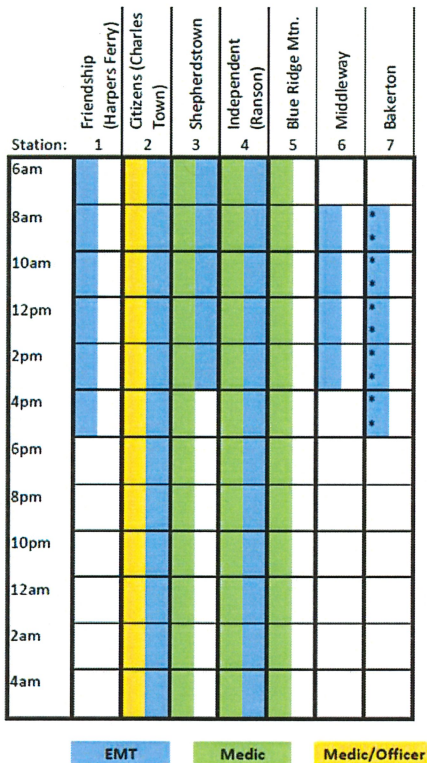 Friendship
(Harpers Ferry)
Citizens (Charles
Town)
Shepherdstown
Independent
(Ranson)
Blue Ridge Mtn.
Middleway
Bakerton
Station: 1 2 3 4 5 6 7
6am
8am
*
*
10am
*
*
12pm
*
*
2pm
*
*
4pm
*
*
6pm
8pm
10pm
12am
2am
4am
EMT Medic Medic/Officer